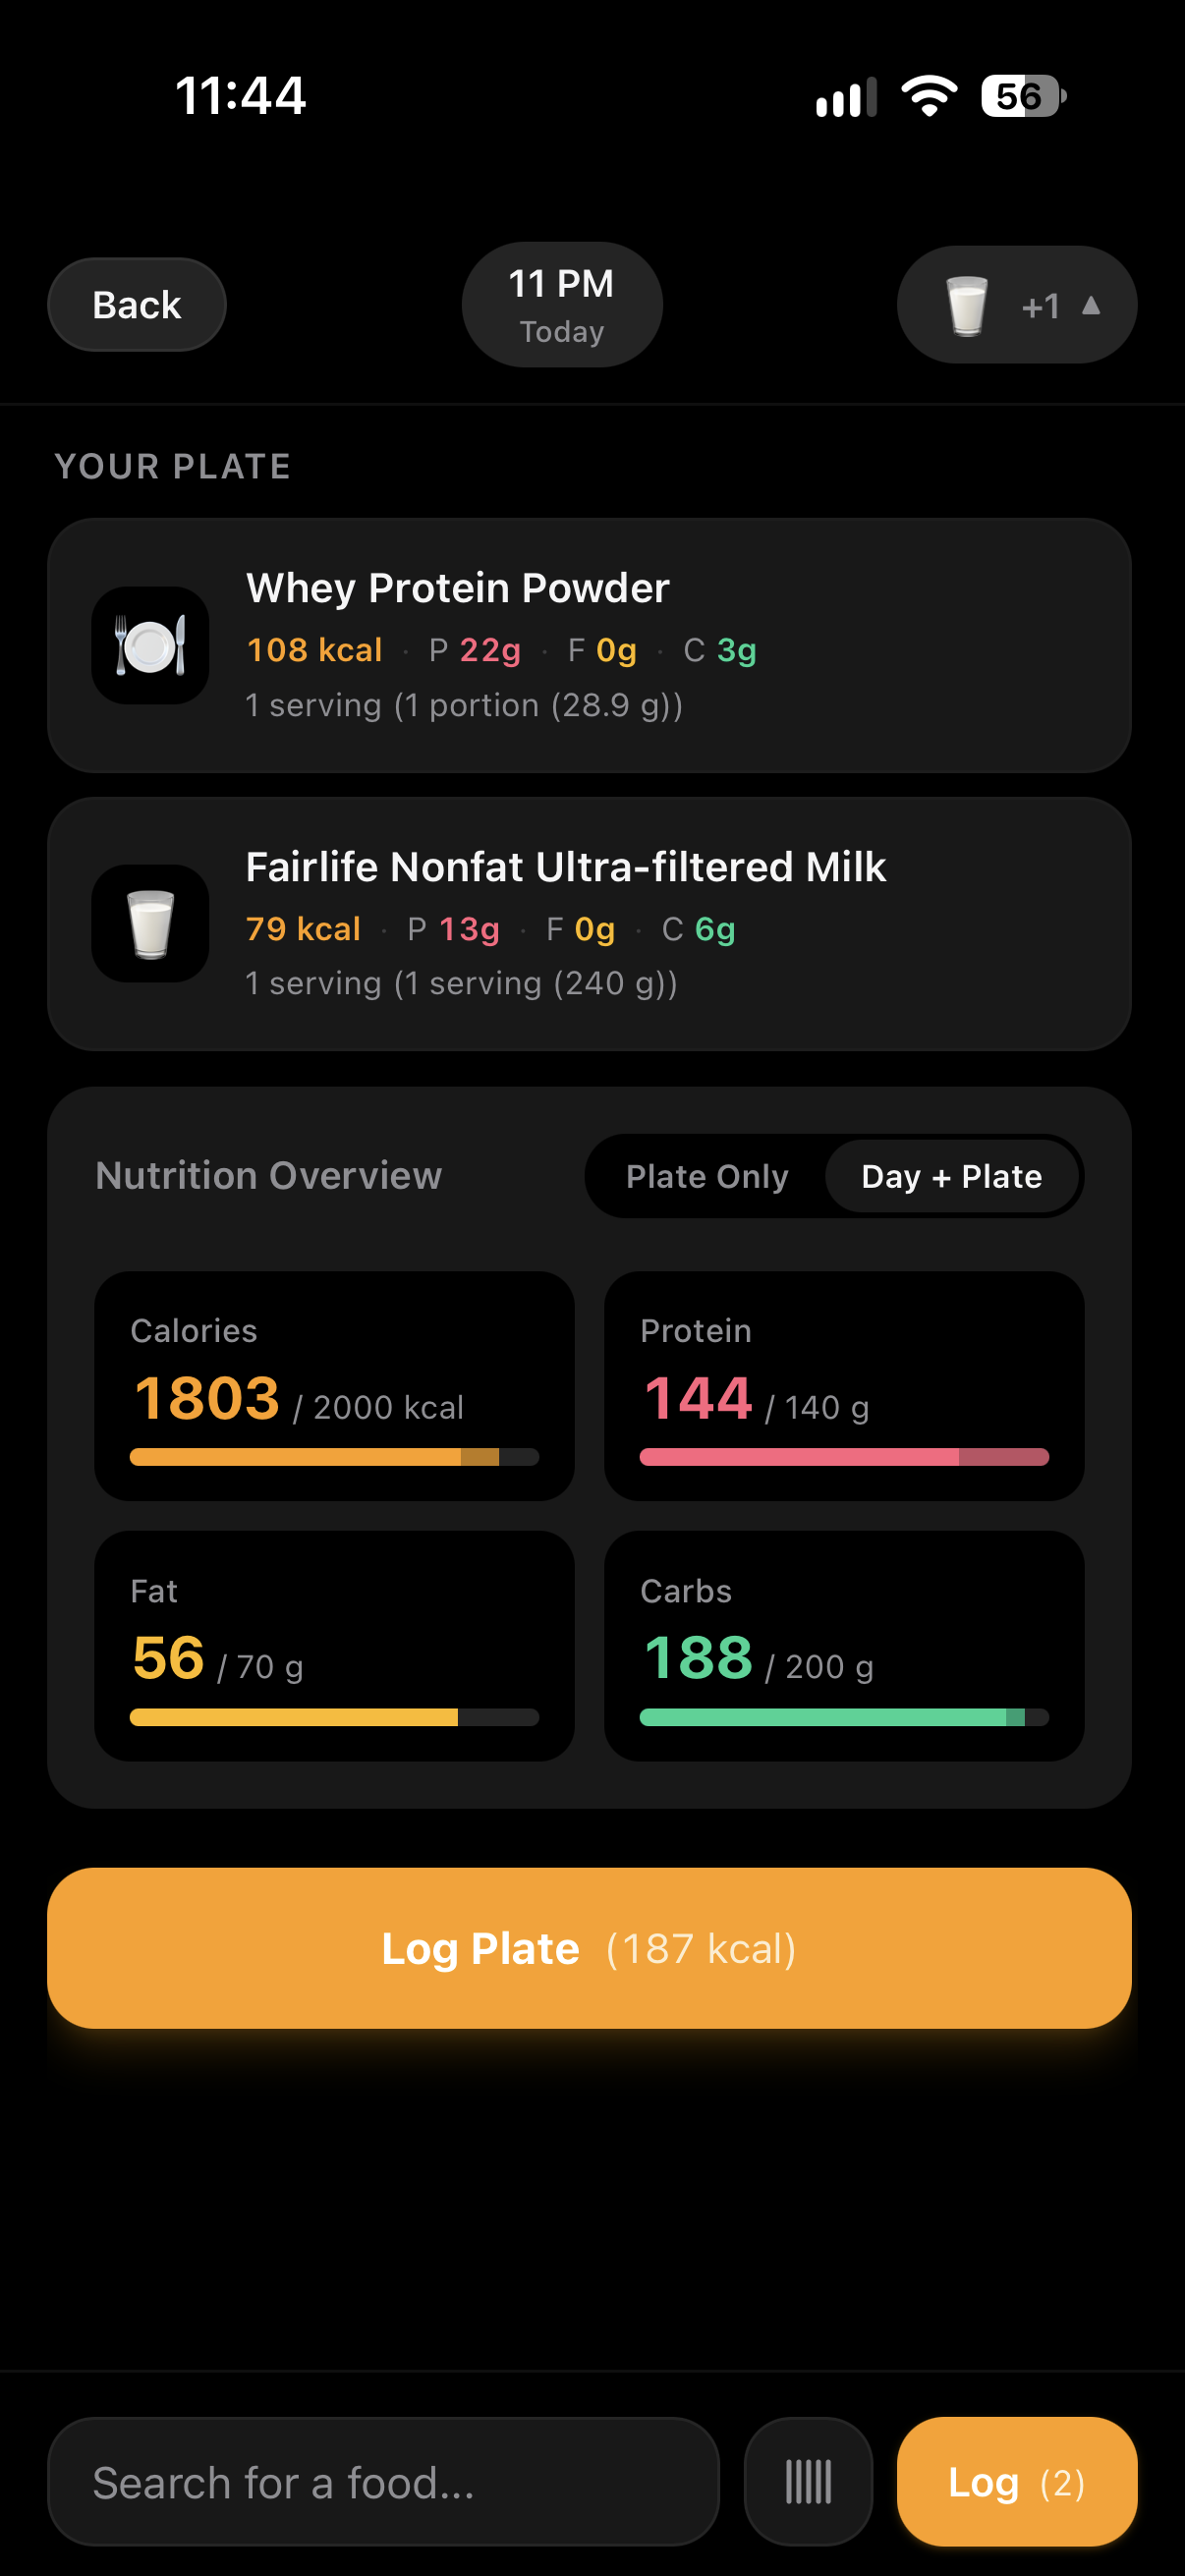 11:44
56
Back
11 PM
Today
+1 ▲
YOUR PLATE
Whey Protein Powder
108 kcal · P 22g · F 0g · C 3g
1 serving (1 portion (28.9 g))
Fairlife Nonfat Ultra-filtered Milk
79 kcal · P 13g · F 0g · C 6g
1 serving (1 serving (240 g))
Nutrition Overview
Plate Only
Day + Plate
Calories
1803 / 2000 kcal
Protein
144 / 140 g
Fat
56 / 70 g
Carbs
188 / 200 g
Log Plate (187 kcal)
Search for a food...
Log (2)